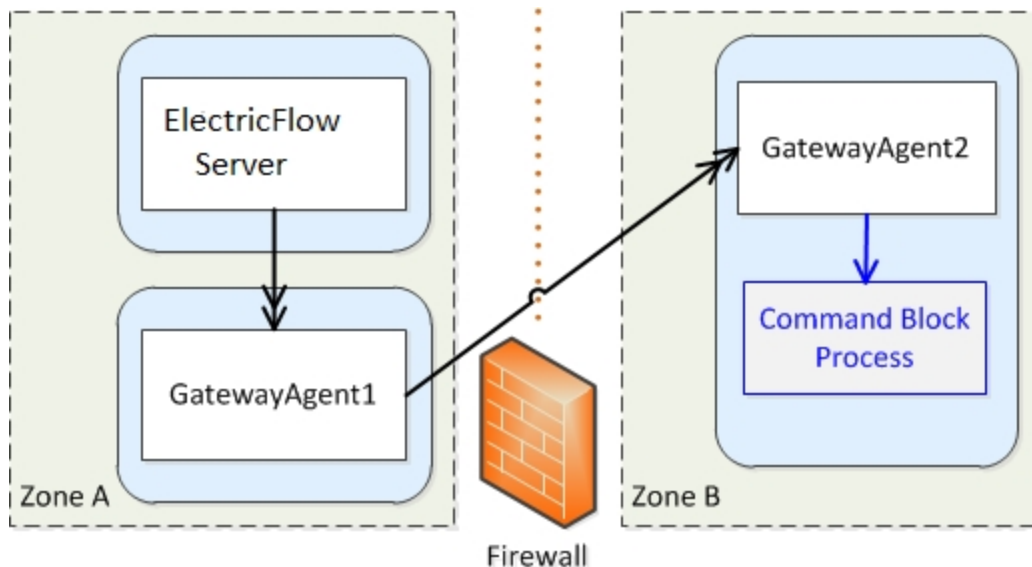 ElectricFlow
Server
GatewayAgent1
Zone A
Firewall
GatewayAgent2
Command Block
Process
Zone B